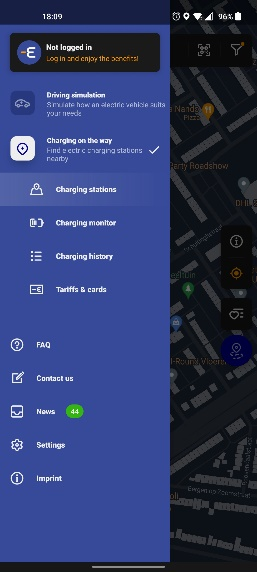 18:09
96%
Not logged in
Log in and enjoy the benefits!
Driving simulation
Simulate how an electric vehicle suits
your needs
Charging on the way
Find electric charging stations
nearby
Charging stations
Charging monitor
Charging history
Tariffs & cards
FAQ
Contact us
News 44
Settings
Imprint
Nando
Pizza
Party Roadshow